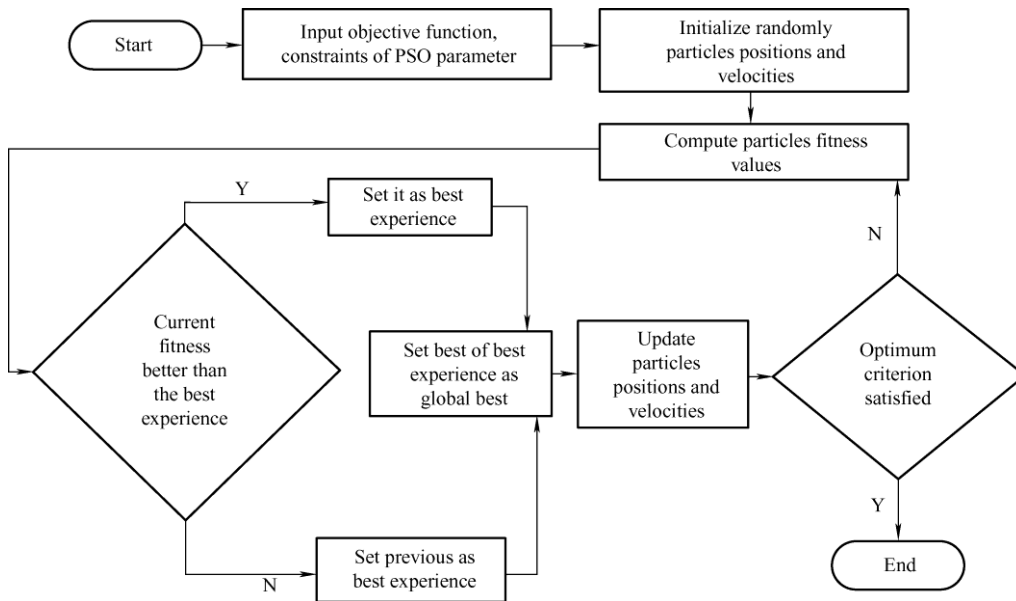 Start
Input objective function,
constraints of PSO parameter
Initialize randomly
particles positions and
velocities
Compute particles fitness
values
Y
Set it as best
experience
N
Current
fitness
better than
the best
experience
Set best of best
experience as
global best
Update
particles
positions and
velocities
Optimum
criterion
satisfied
N
Set previous as
best experience
Y
End